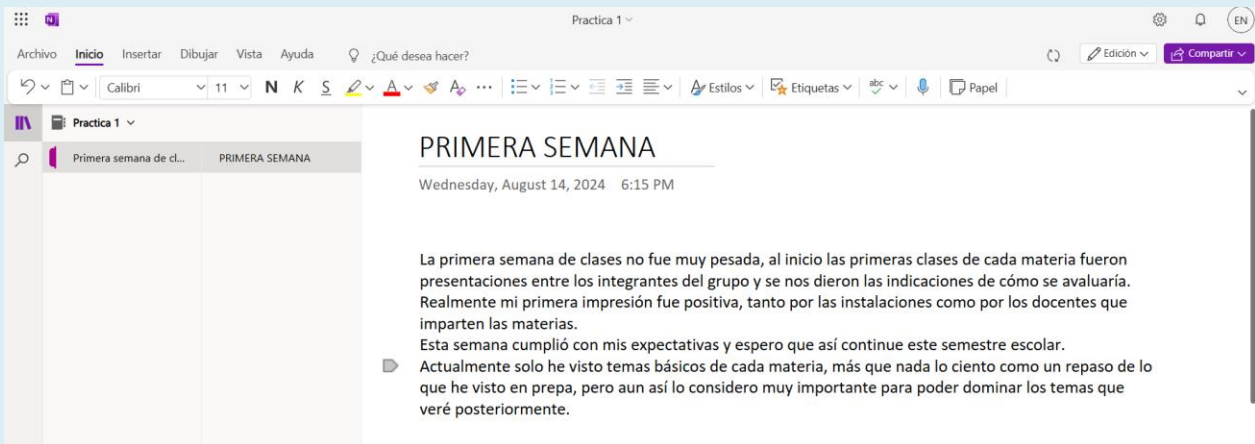 Practica 1
EN
Archivo Inicio Insertar Dibujar Vista Ayuda ¿Qué desea hacer? Edición Compartir
Calibri 11 N K S A A ... Estilos Etiquetas abc Papel
Practica 1
Primera semana de cl... PRIMERA SEMANA
PRIMERA SEMANA
Wednesday, August 14, 2024 6:15 PM
La primera semana de clases no fue muy pesada, al inicio las primeras clases de cada materia fueron
presentaciones entre los integrantes del grupo y se nos dieron las indicaciones de cómo se avaluaría.
Realmente mi primera impresión fue positiva, tanto por las instalaciones como por los docentes que
imparten las materias.
Esta semana cumplió con mis expectativas y espero que así continue este semestre escolar.
Actualmente solo he visto temas básicos de cada materia, más que nada lo ciento como un repaso de lo
que he visto en prepa, pero aun así lo considero muy importante para poder dominar los temas que
veré posteriormente.